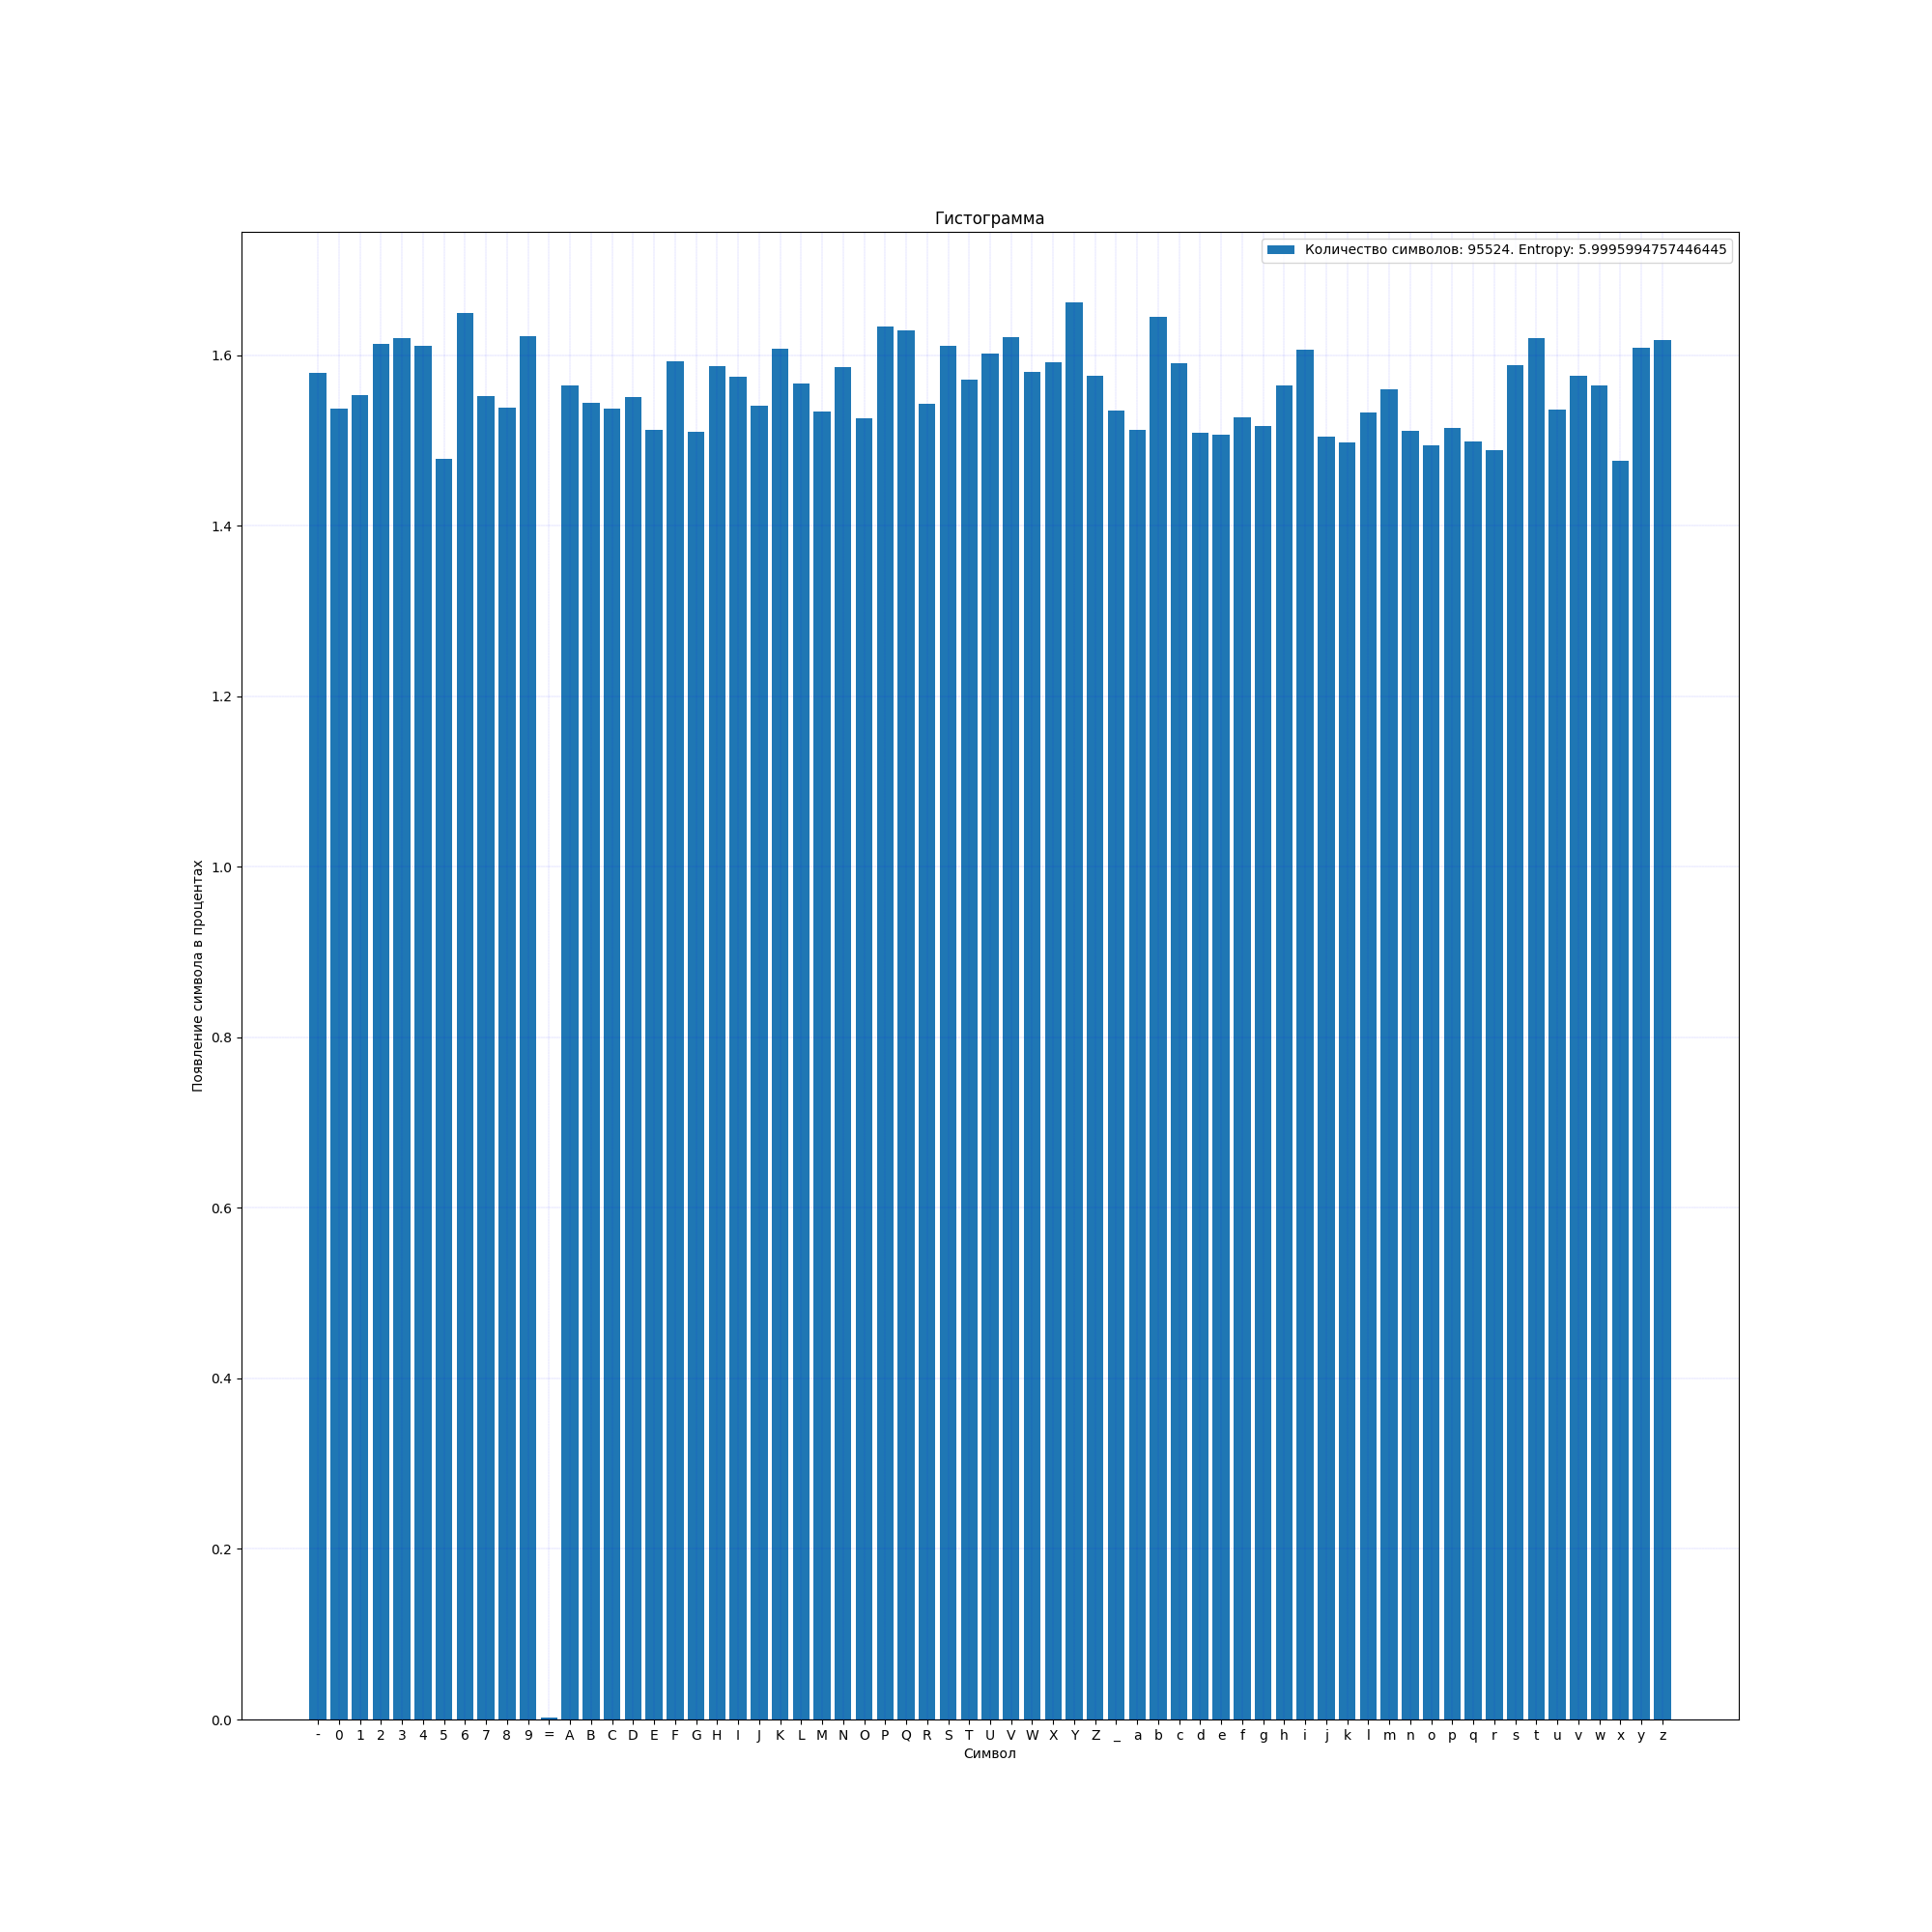 Гистограмма
Количество символов: 95524. Entropy: 5.9995994757446445
Появление символа в процентах
1.6
1.4
1.2
1.0
0.8
0.6
0.4
0.2
0.0
- 0 1 2 3 4 5 6 7 8 9 = A B C D E F G H I J K L M N O P Q R S T U V W X Y Z _ a b c d e f g h i j k l m n o p q r s t u v w x y z
Символ